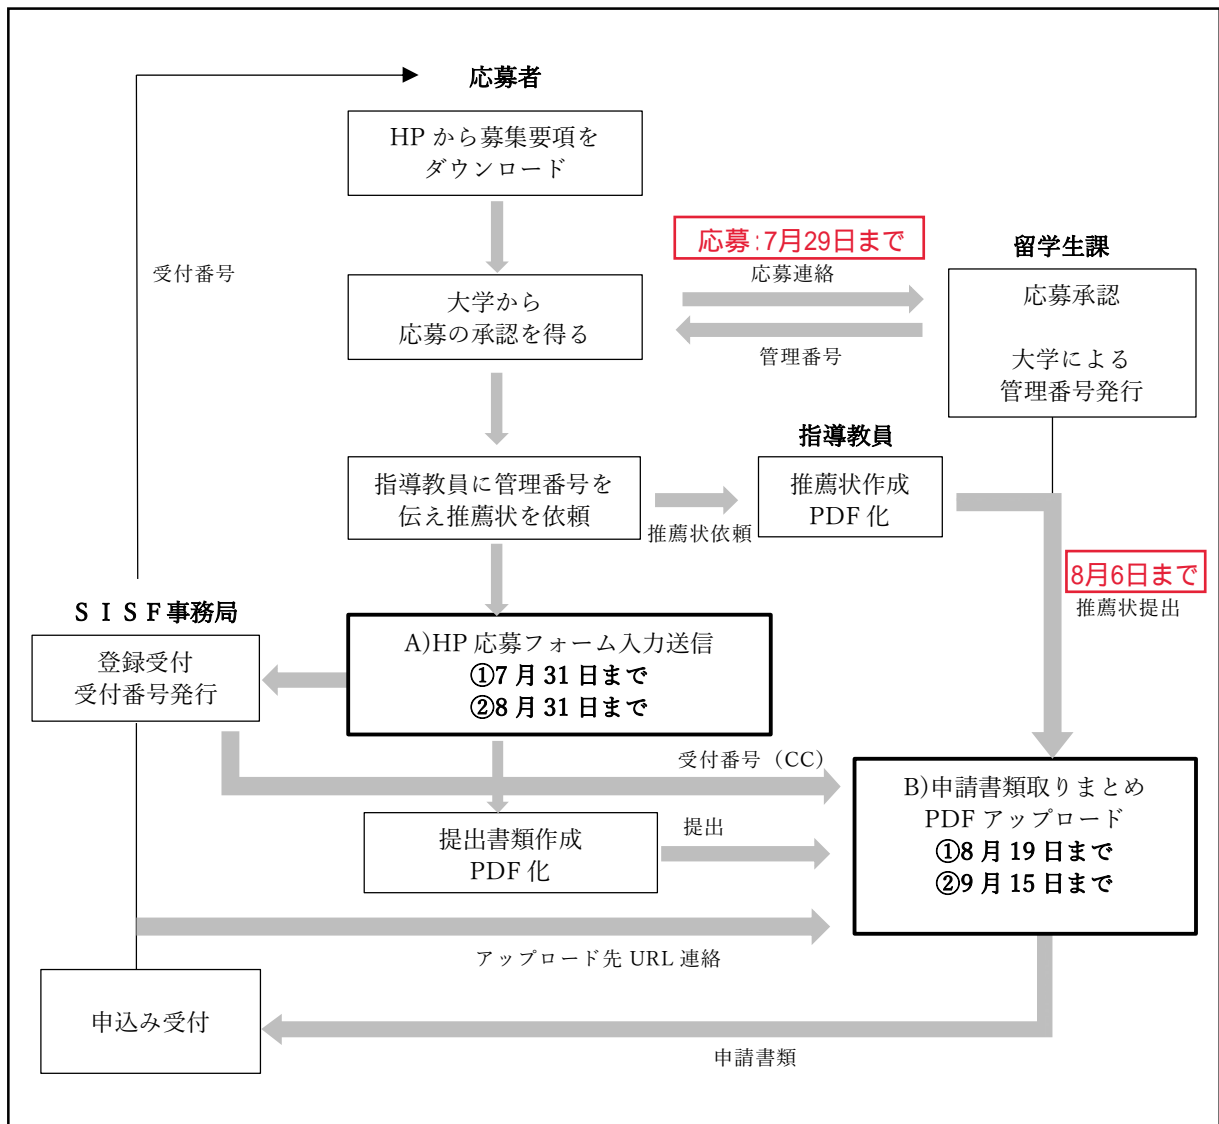 応募者
HP から募集要項を
ダウンロード
応募：7月29日まで
留学生課
受付番号
大学から
応募の承認を得る
応募連絡
管理番号
応募承認
大学による
管理番号発行
指導教員
指導教員に管理番号を
伝え推薦状を依頼
推薦状依頼
推薦状作成
PDF 化
8月6日まで
推薦状提出
ＳＩＳＦ事務局
登録受付
受付番号発行
A)HP 応募フォーム入力送信
①7 月 31 日まで
②8 月 31 日まで
受付番号（CC）
B)申請書類取りまとめ
PDF アップロード
①8 月 19 日まで
②9 月 15 日まで
提出書類作成
PDF 化
提出
アップロード先 URL 連絡
申込み受付
申請書類